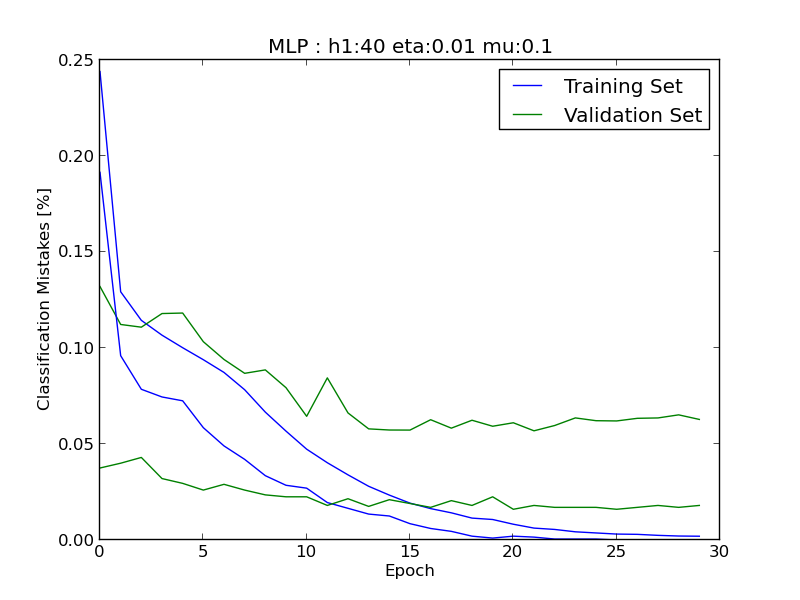 MLP : h1:40 eta:0.01 mu:0.1
Training Set
Validation Set
Classification Mistakes [%]
0.25
0.20
0.15
0.10
0.05
0.00
0 5 10 15 20 25 30
Epoch